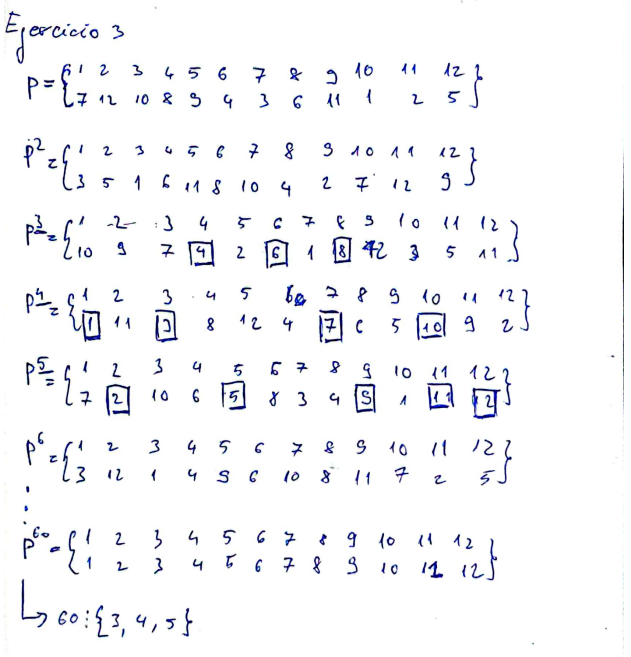 Ejercicio 3
P = { 1 2 3 4 5 6 7 8 9 10 11 12 }
{ 7 12 10 8 9 4 3 6 11 1 2 5 }
P² = { 1 2 3 4 5 6 7 8 9 10 11 12 }
{ 3 5 1 6 11 8 10 4 2 7 12 9 }
P³ = { 1 2 3 4 5 6 7 8 9 10 11 12 }
{ 10 9 7 4 2 6 1 8 12 3 5 11 }
P⁴ = { 1 2 3 4 5 6 7 8 9 10 11 12 }
{ 1 11 3 8 12 4 7 6 5 10 9 2 }
P⁵ = { 1 2 3 4 5 6 7 8 9 10 11 12 }
{ 7 2 10 6 5 8 3 4 9 1 11 12 }
P⁶ = { 1 2 3 4 5 6 7 8 9 10 11 12 }
{ 3 12 1 4 9 6 10 8 11 7 2 5 }
P⁶⁰ = { 1 2 3 4 5 6 7 8 9 10 11 12 }
{ 1 2 3 4 5 6 7 8 9 10 11 12 }
↳ 60 : { 3, 4, 5 }